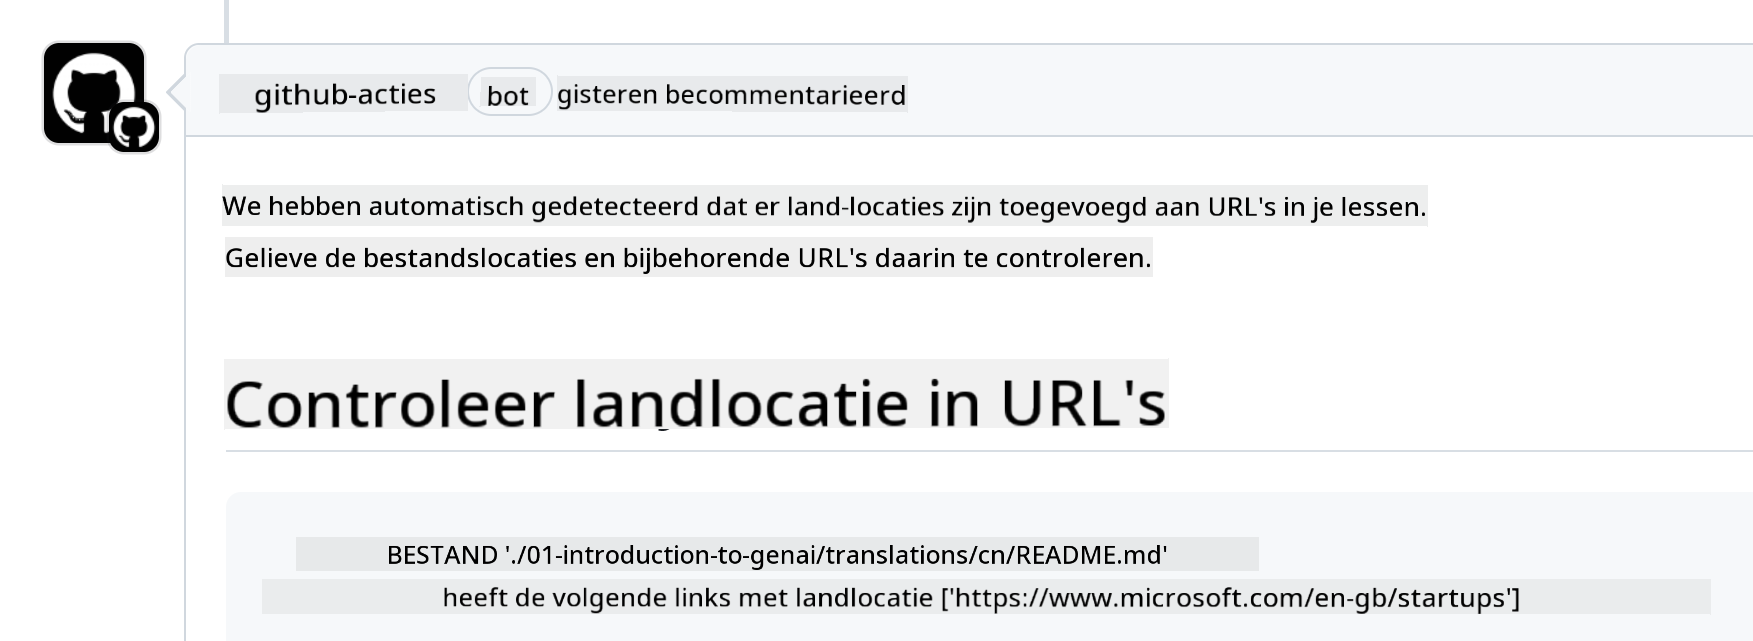 github-acties bot gisteren becommentarieerd
We hebben automatisch gedetecteerd dat er land-locaties zijn toegevoegd aan URL's in je lessen.
Gelieve de bestandslocaties en bijbehorende URL's daarin te controleren.
Controleer landlocatie in URL's
BESTAND './01-introduction-to-genai/translations/cn/README.md'
heeft de volgende links met landlocatie ['https://www.microsoft.com/en-gb/startups']